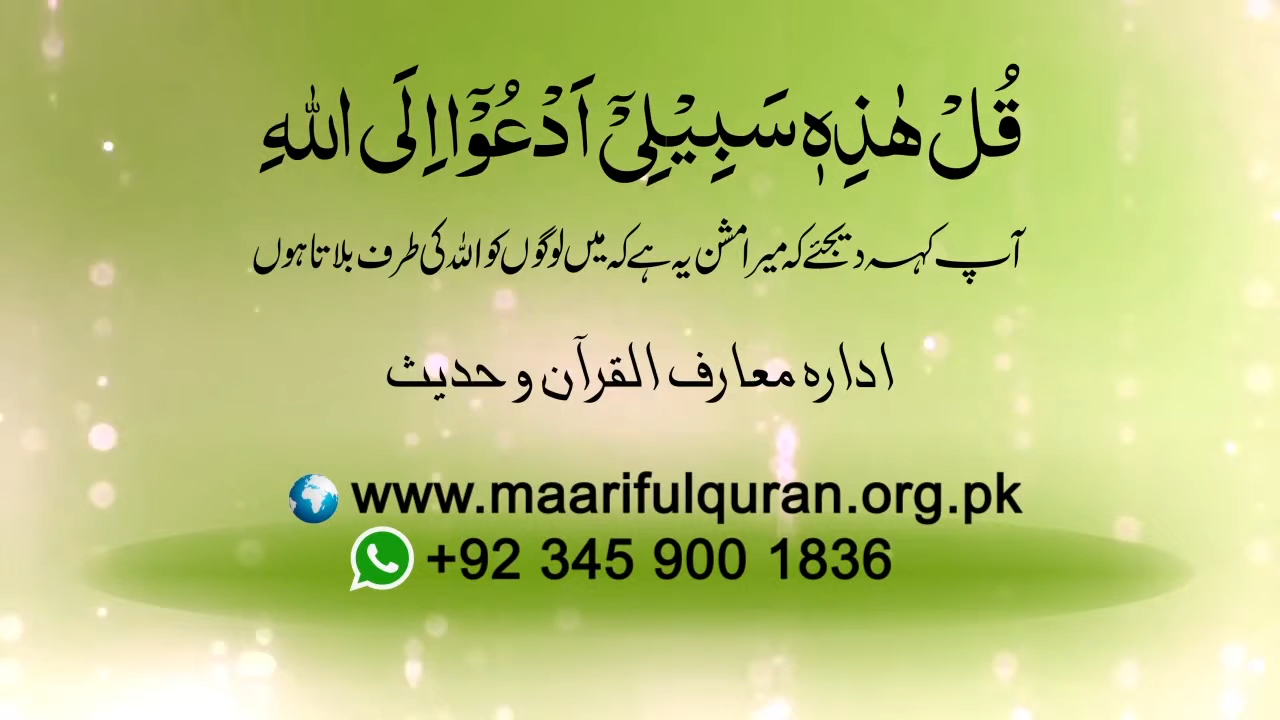 قُلْ هٰذِهٖ سَبِیْلِیْۤ اَدْعُوْۤا اِلَی اللّٰهِ
آپ کہہ دیجئے کہ میرا مشن یہ ہے کہ میں لوگوں کو اللہ کی طرف بلاتا ہوں
ادارہ معارف القرآن و حدیث
www.maarifulquran.org.pk
+92 345 900 1836